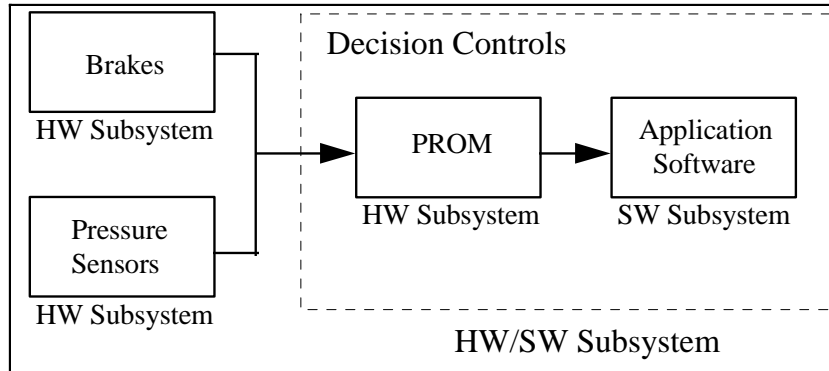 Brakes
HW Subsystem
Pressure
Sensors
HW Subsystem
Decision Controls
PROM
HW Subsystem
Application
Software
SW Subsystem
HW/SW Subsystem